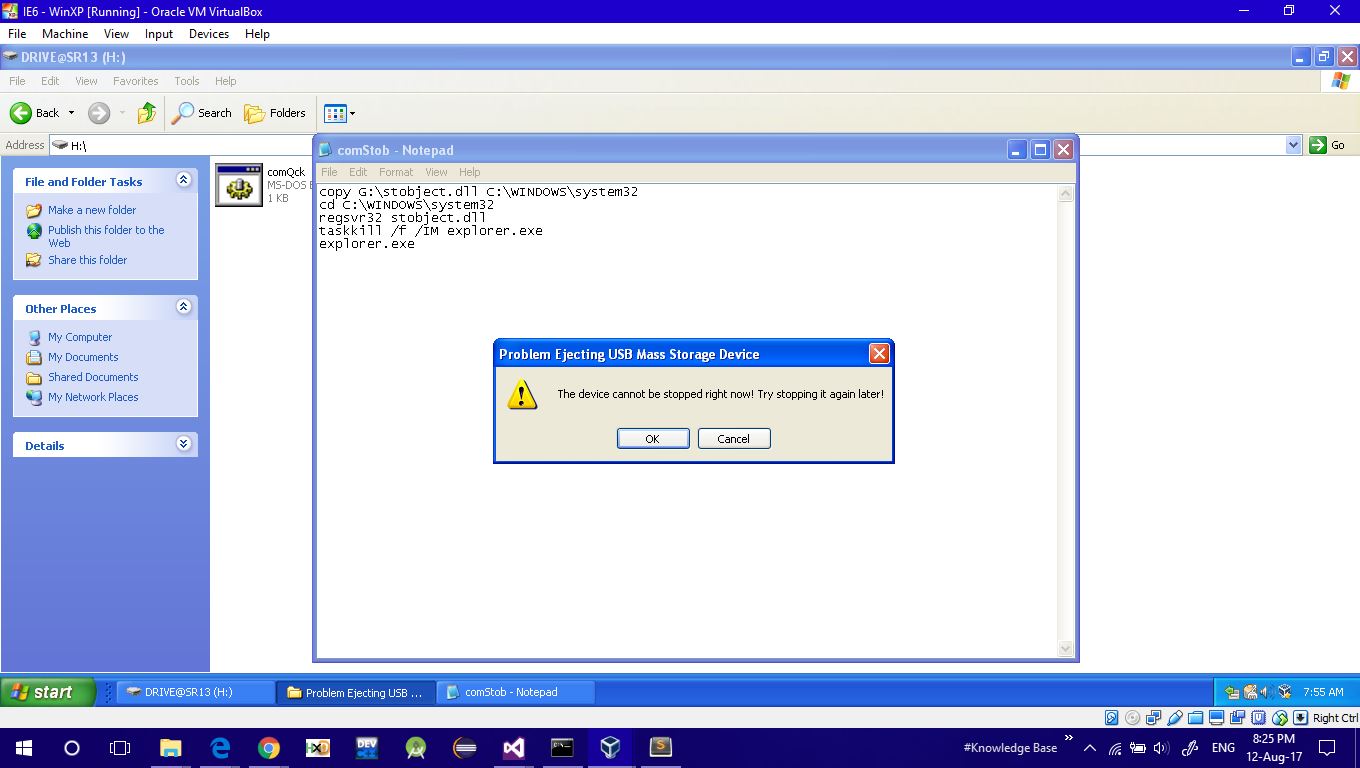 IE6 - WinXP [Running] - Oracle VM VirtualBox
File Machine View Input Devices Help
DRIVE@SR13 (H:)
File Edit View Favorites Tools Help
Back Search Folders
Address H:\ Go
File and Folder Tasks
Make a new folder
Publish this folder to the
Web
Share this folder
Other Places
My Computer
My Documents
Shared Documents
My Network Places
Details
comQck
MS-DOS
1 KB
comStob - Notepad
File Edit Format View Help
copy G:\stobject.dll C:\WINDOWS\system32
cd C:\WINDOWS\system32
regsvr32 stobject.dll
taskkill /f /IM explorer.exe
explorer.exe
Problem Ejecting USB Mass Storage Device
The device cannot be stopped right now! Try stopping it again later!
OK Cancel
start DRIVE@SR13 (H:) Problem Ejecting USB ... comStob - Notepad 7:55 AM
Right Ctrl
HXD DEV #Knowledge Base ENG 8:25 PM
12-Aug-17